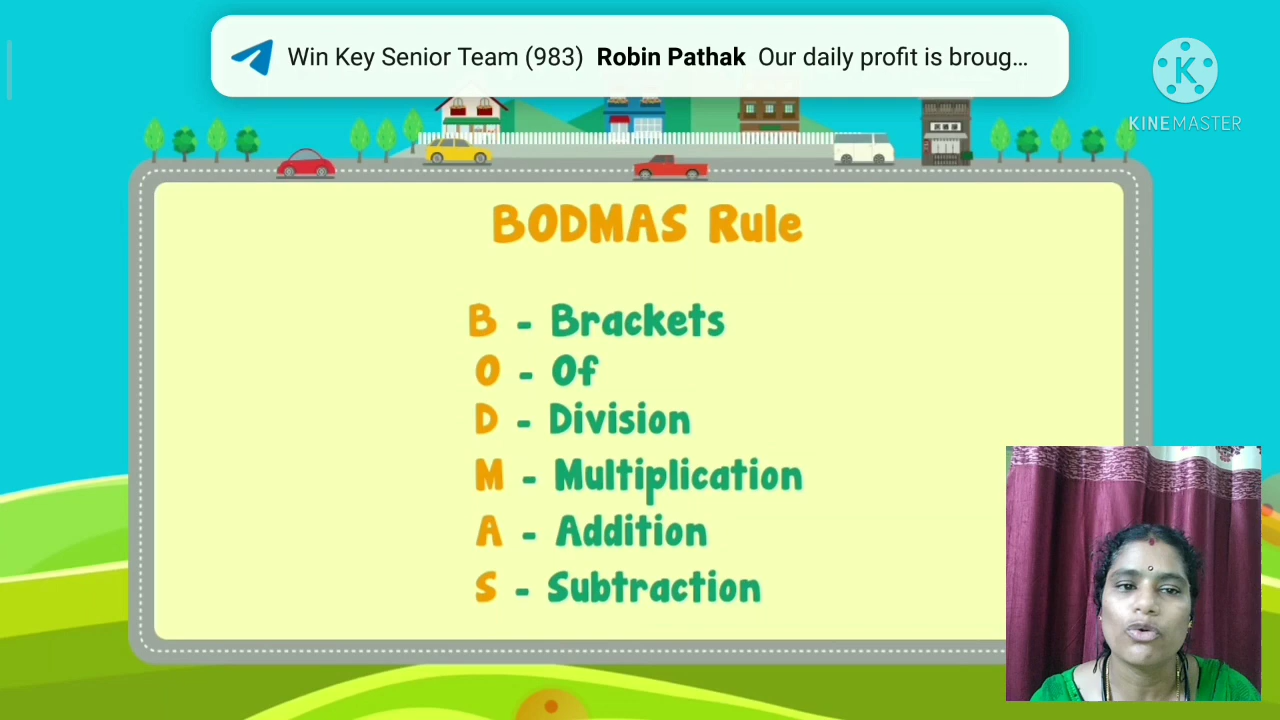 Win Key Senior Team (983) Robin Pathak Our daily profit is broug...
K
KINEMASTER
BODMAS Rule
B - Brackets
O - Of
D - Division
M - Multiplication
A - Addition
S - Subtraction